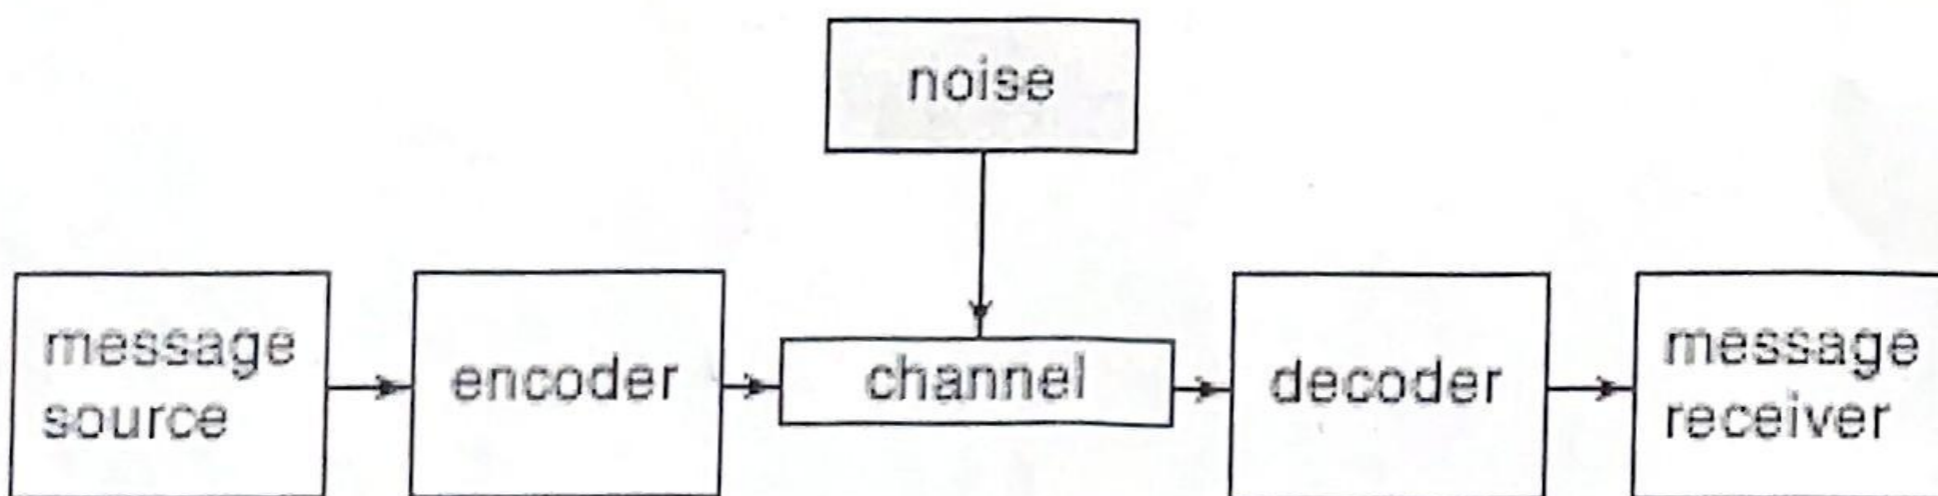 noise
message
source
encoder
channel
decoder
message
receiver